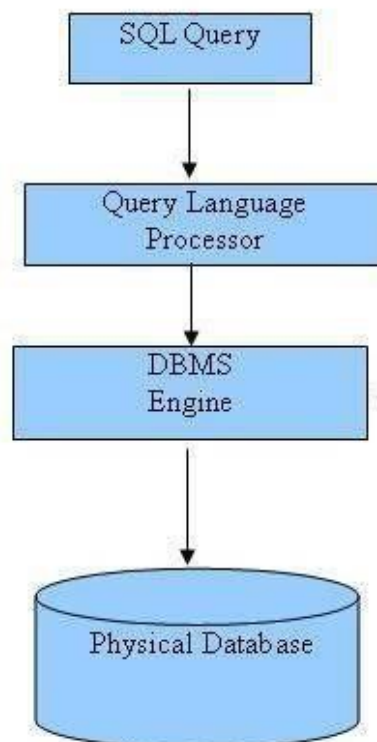 SQL Query
Query Language
Processor
DBMS
Engine
Physical Database